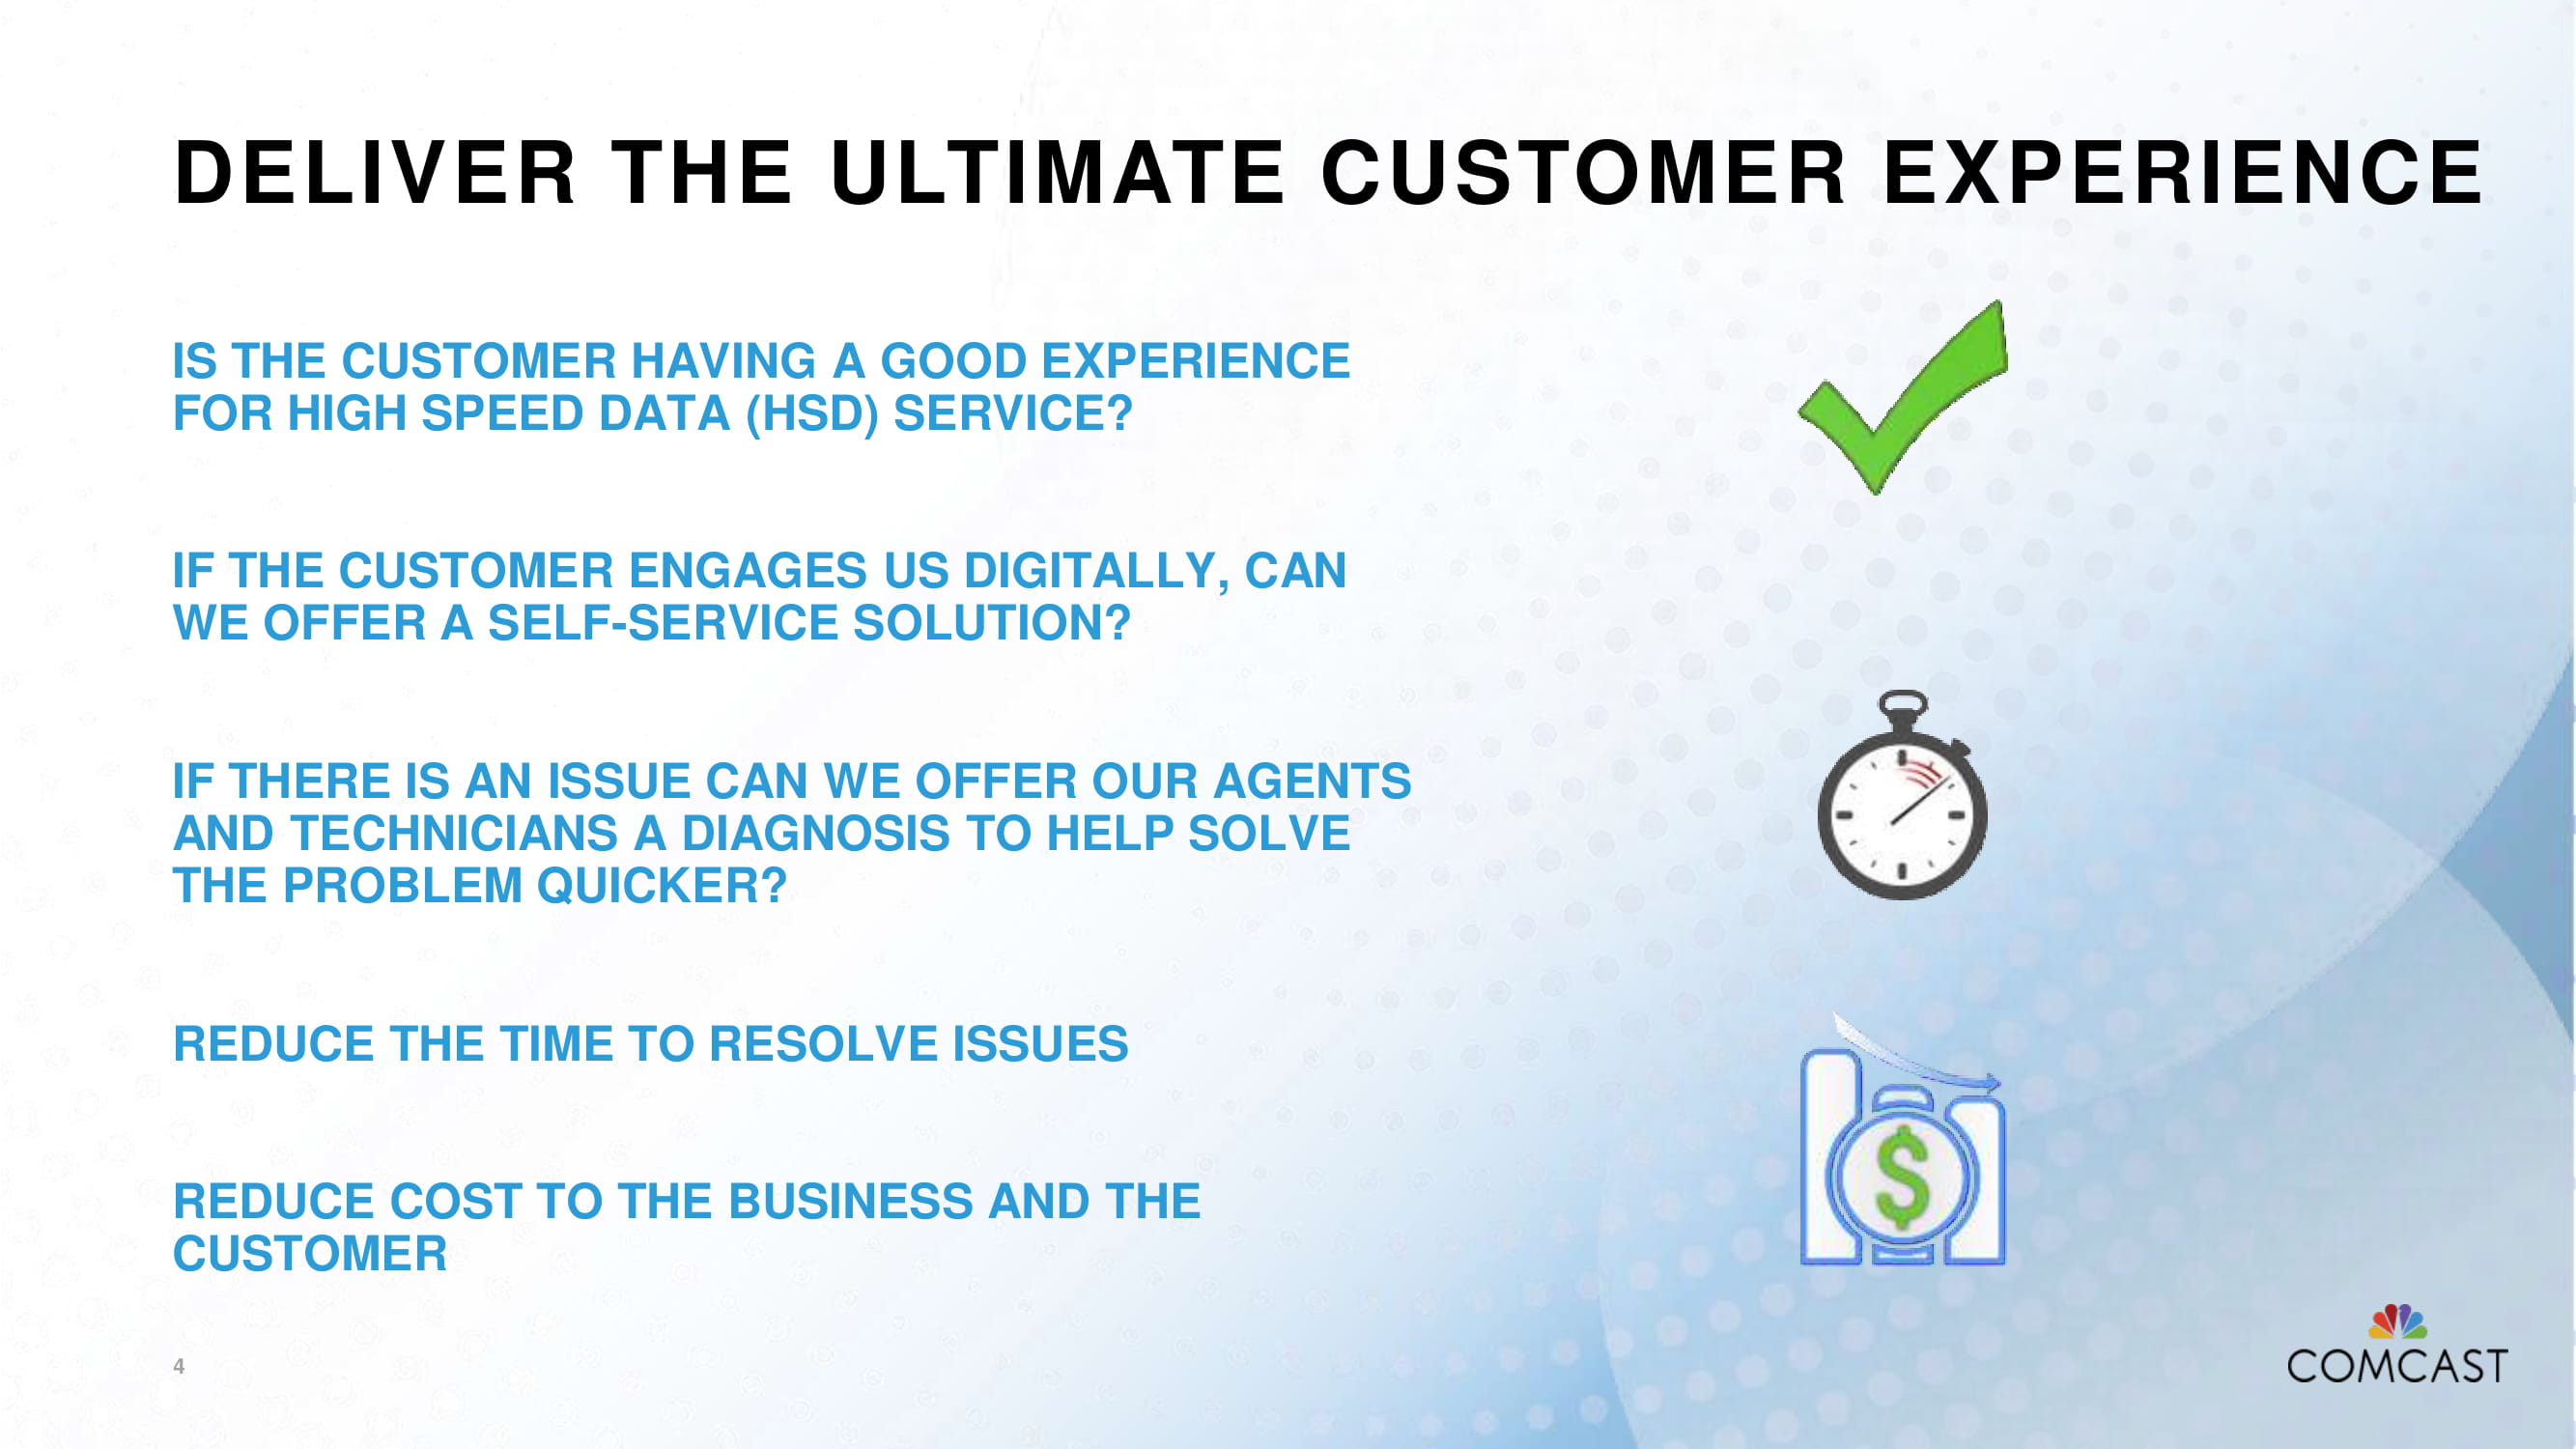 DELIVER THE ULTIMATE CUSTOMER EXPERIENCE
IS THE CUSTOMER HAVING A GOOD EXPERIENCE
FOR HIGH SPEED DATA (HSD) SERVICE?
IF THE CUSTOMER ENGAGES US DIGITALLY, CAN
WE OFFER A SELF-SERVICE SOLUTION?
IF THERE IS AN ISSUE CAN WE OFFER OUR AGENTS
AND TECHNICIANS A DIAGNOSIS TO HELP SOLVE
THE PROBLEM QUICKER?
REDUCE THE TIME TO RESOLVE ISSUES
$
REDUCE COST TO THE BUSINESS AND THE
CUSTOMER
4
COMCAST